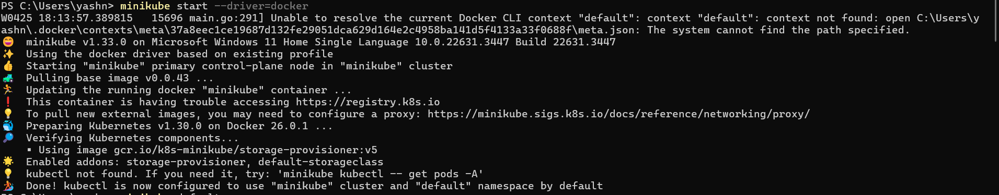 PS C:\Users\yashn> minikube start --driver=docker
W0425 18:13:57.389815   15696 main.go:291] Unable to resolve the current Docker CLI context "default": context "default": context not found: open C:\Users\y
ashn\.docker\contexts\meta\37a8eec1ce19687d132fe29051dca629d164e2c4958ba141d5f4133a33f0688f\meta.json: The system cannot find the path specified.
😄  minikube v1.33.0 on Microsoft Windows 11 Home Single Language 10.0.22631.3447 Build 22631.3447
✨  Using the docker driver based on existing profile
👍  Starting "minikube" primary control-plane node in "minikube" cluster
🚜  Pulling base image v0.0.43 ...
🏃  Updating the running docker "minikube" container ...
❗  This container is having trouble accessing https://registry.k8s.io
💡  To pull new external images, you may need to configure a proxy: https://minikube.sigs.k8s.io/docs/reference/networking/proxy/
🐳  Preparing Kubernetes v1.30.0 on Docker 26.0.1 ...
🔎  Verifying Kubernetes components...
    ▪ Using image gcr.io/k8s-minikube/storage-provisioner:v5
🌟  Enabled addons: storage-provisioner, default-storageclass
💡  kubectl not found. If you need it, try: 'minikube kubectl -- get pods -A'
🏄  Done! kubectl is now configured to use "minikube" cluster and "default" namespace by default